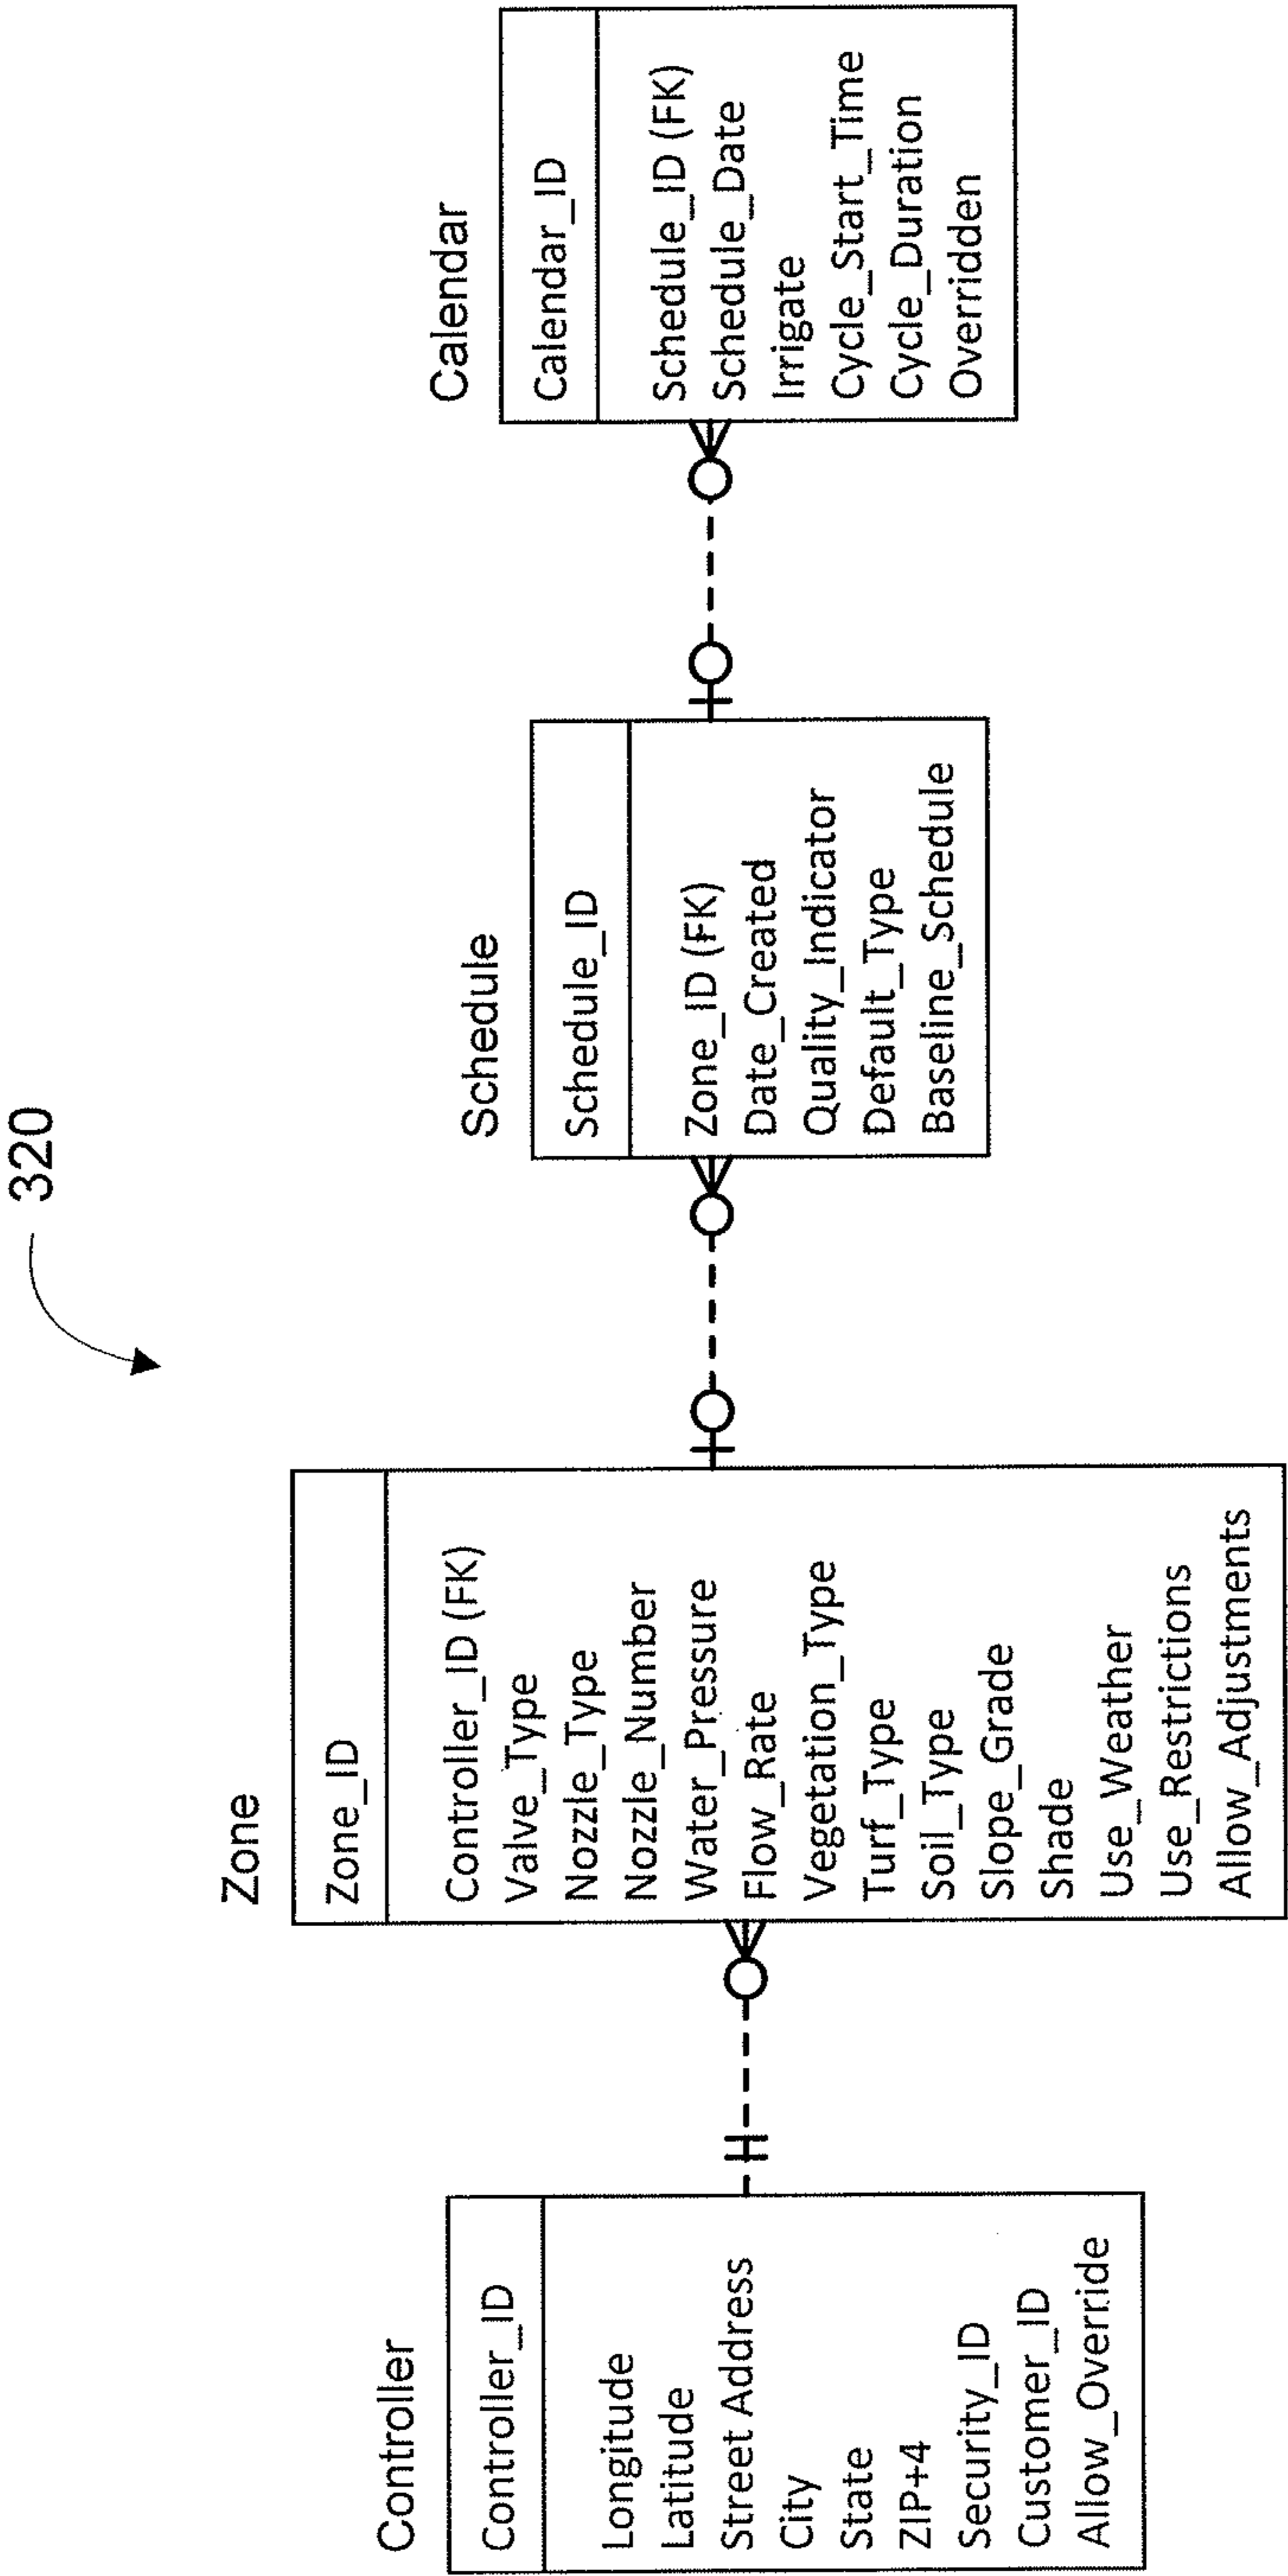 320
Controller
Controller_ID
Longitude
Latitude
Street Address
City
State
ZIP+4
Security_ID
Customer_ID
Allow_Override
Zone
Zone_ID
Controller_ID (FK)
Valve_Type
Nozzle_Type
Nozzle_Number
Water_Pressure
Flow_Rate
Vegetation_Type
Turf_Type
Soil_Type
Slope_Grade
Shade
Use_Weather
Use_Restrictions
Allow_Adjustments
Schedule
Schedule_ID
Zone_ID (FK)
Date_Created
Quality_Indicator
Default_Type
Baseline_Schedule
Calendar
Calendar_ID
Schedule_ID (FK)
Schedule_Date
Irrigate
Cycle_Start_Time
Cycle_Duration
Overridden